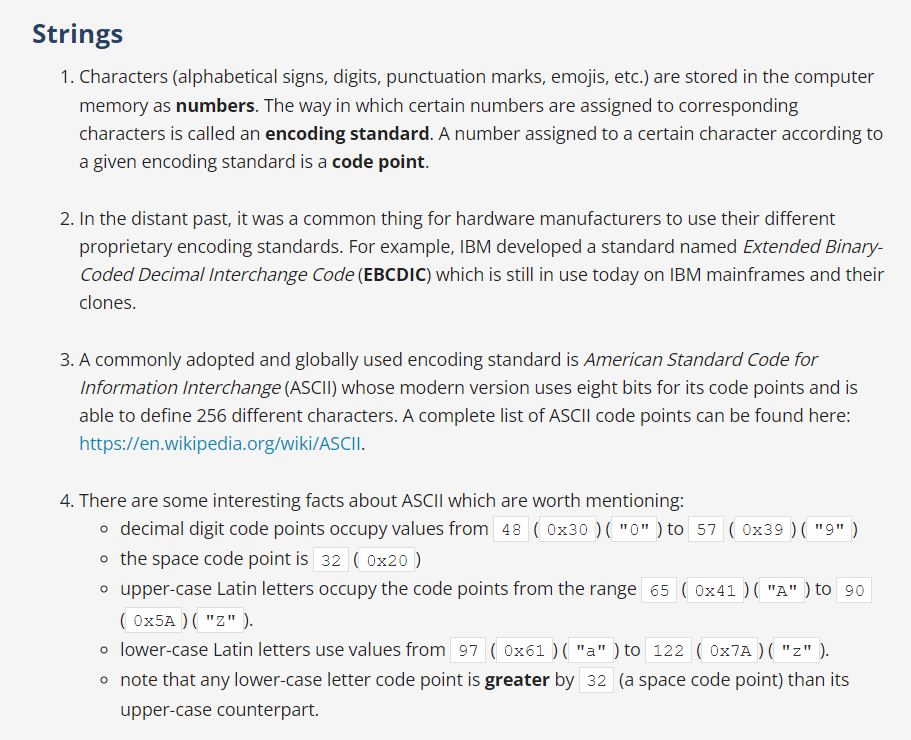 Strings
1. Characters (alphabetical signs, digits, punctuation marks, emojis, etc.) are stored in the computer
memory as numbers. The way in which certain numbers are assigned to corresponding
characters is called an encoding standard. A number assigned to a certain character according to
a given encoding standard is a code point.
2. In the distant past, it was a common thing for hardware manufacturers to use their different
proprietary encoding standards. For example, IBM developed a standard named Extended Binary-
Coded Decimal Interchange Code (EBCDIC) which is still in use today on IBM mainframes and their
clones.
3. A commonly adopted and globally used encoding standard is American Standard Code for
Information Interchange (ASCII) whose modern version uses eight bits for its code points and is
able to define 256 different characters. A complete list of ASCII code points can be found here:
https://en.wikipedia.org/wiki/ASCII.
4. There are some interesting facts about ASCII which are worth mentioning:
◦ decimal digit code points occupy values from 48 ( 0x30 )( "0" ) to 57 ( 0x39 )( "9" )
◦ the space code point is 32 ( 0x20 )
◦ upper-case Latin letters occupy the code points from the range 65 ( 0x41 )( "A" ) to 90
( 0x5A )( "Z" ).
◦ lower-case Latin letters use values from 97 ( 0x61 )( "a" ) to 122 ( 0x7A )( "z" ).
◦ note that any lower-case letter code point is greater by 32 (a space code point) than its
upper-case counterpart.